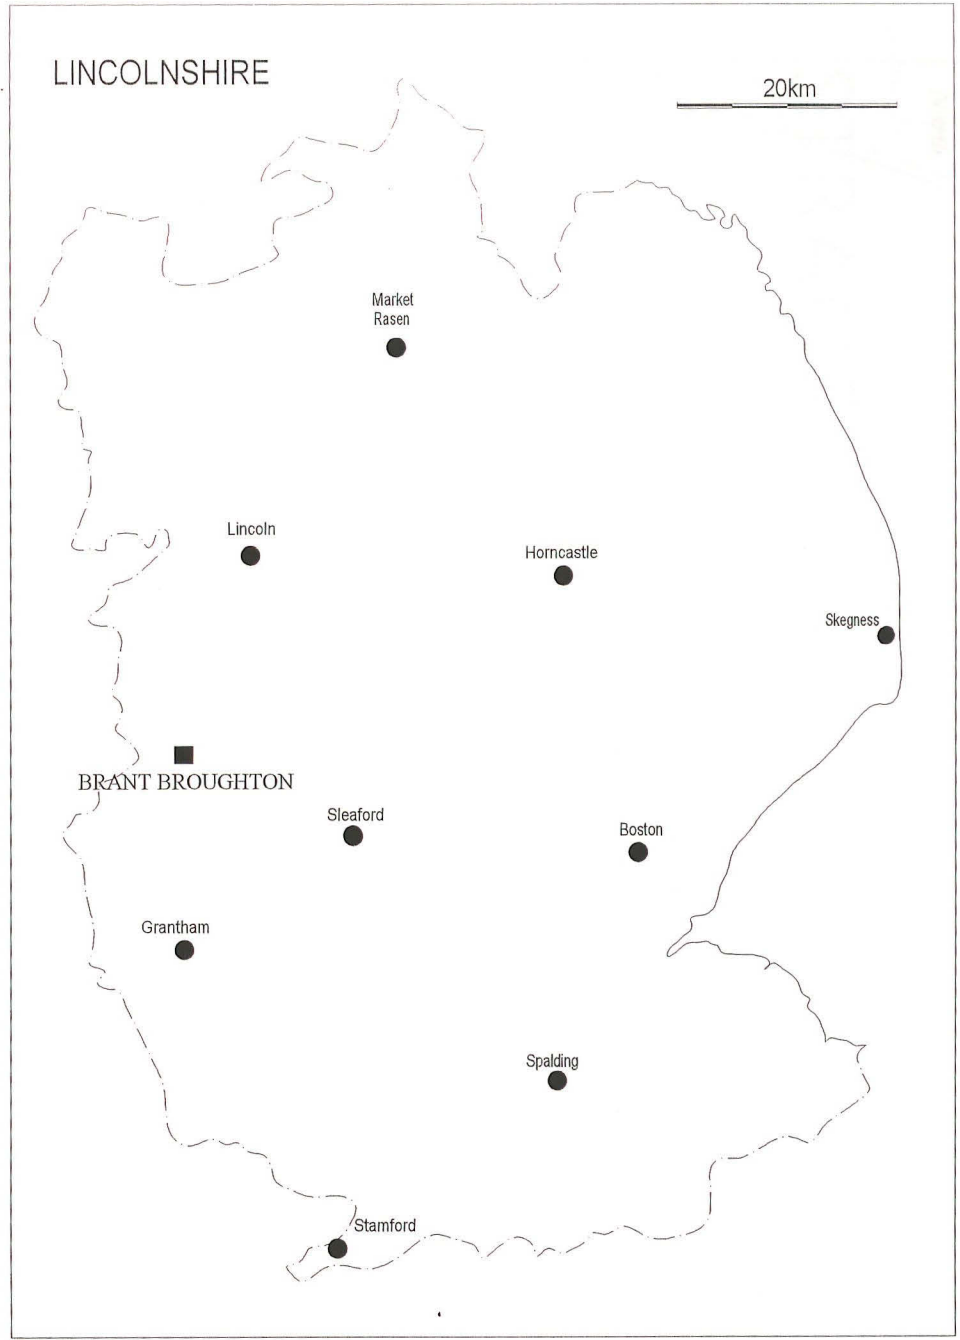 LINCOLNSHIRE
20km
Market
Rasen
Lincoln
Horncastle
Skegness
BRANT BROUGHTON
Sleaford
Boston
Grantham
Spalding
Stamford